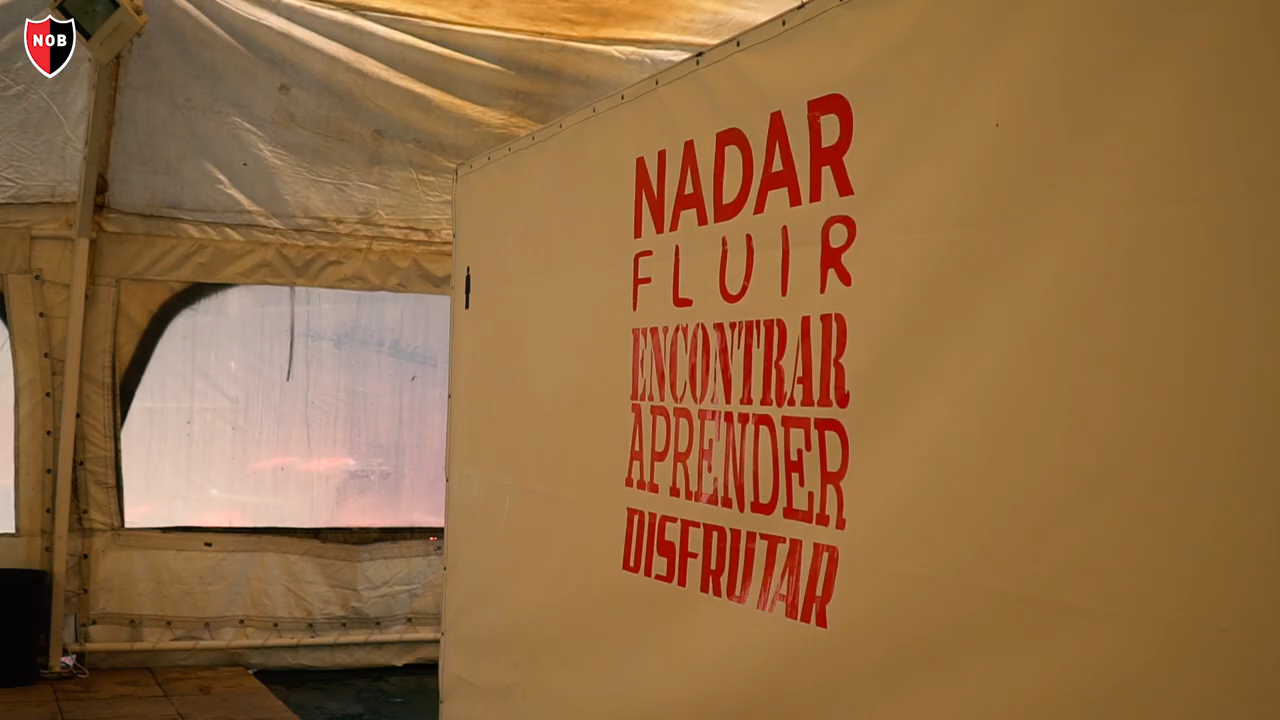 NOB
NADAR
FLUIR
ENCONTRAR
APRENDER
DISFRUTAR